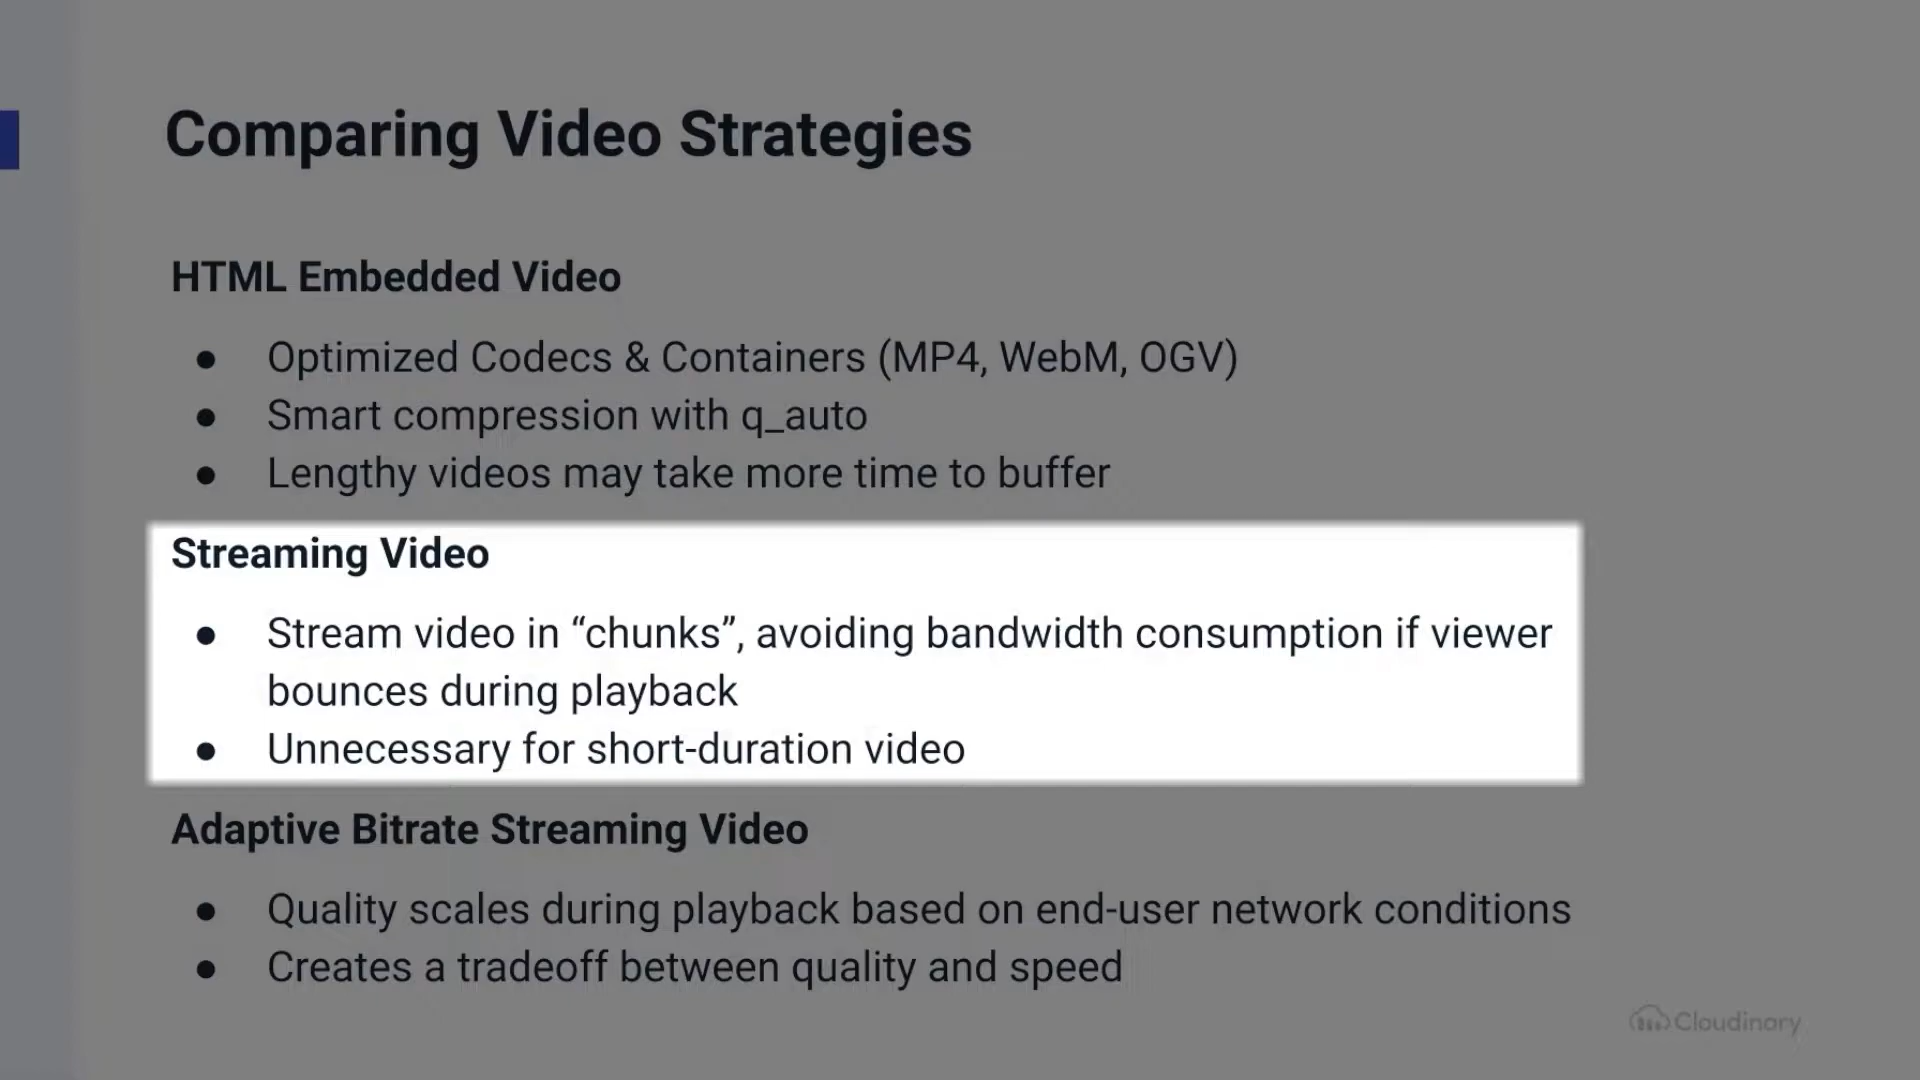 Comparing Video Strategies
HTML Embedded Video
● Optimized Codecs & Containers (MP4, WebM, OGV)
● Smart compression with q_auto
● Lengthy videos may take more time to buffer
Streaming Video
● Stream video in “chunks”, avoiding bandwidth consumption if viewer
bounces during playback
● Unnecessary for short-duration video
Adaptive Bitrate Streaming Video
● Quality scales during playback based on end-user network conditions
● Creates a tradeoff between quality and speed
Cloudinary